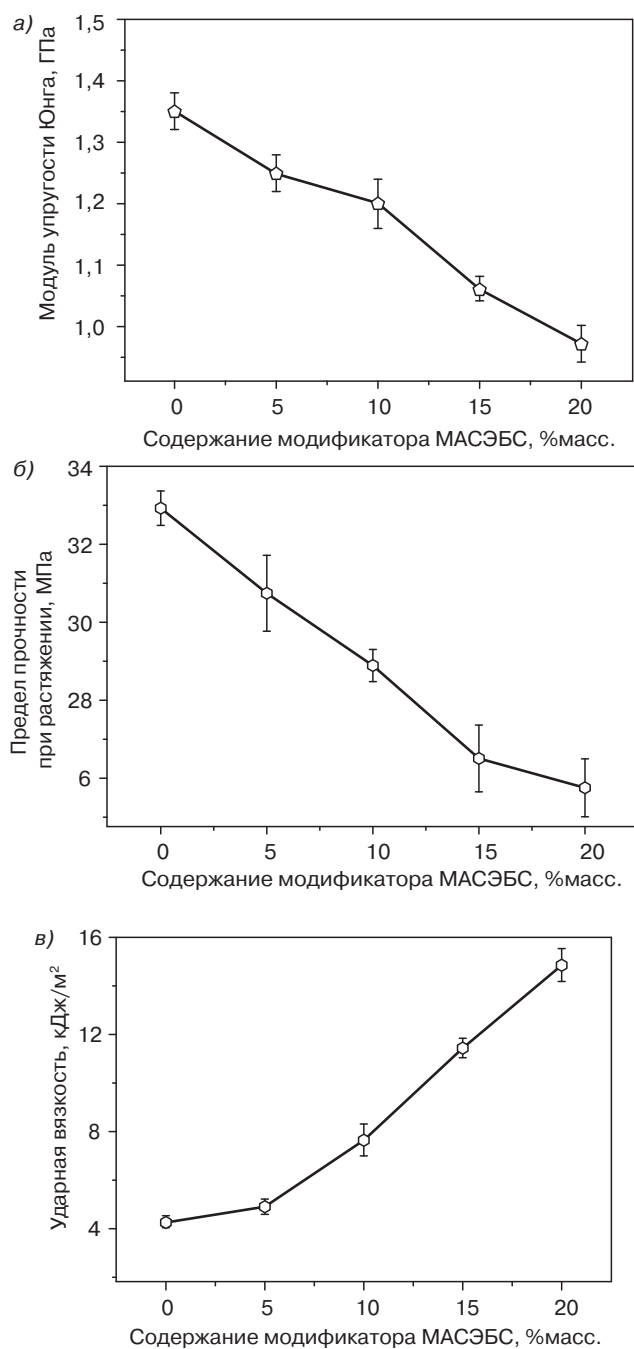 а)
1,5
1,4
1,3
1,2
1,1
1,0
Модуль упругости Юнга, ГПа
0 5 10 15 20
Содержание модификатора МАСЭБС, %масс.
б)
34
32
30
28
6
Предел прочности
при растяжении, МПа
0 5 10 15 20
Содержание модификатора МАСЭБС, %масс.
в)
16
12
8
4
Ударная вязкость, кДж/м²
0 5 10 15 20
Содержание модификатора МАСЭБС, %масс.